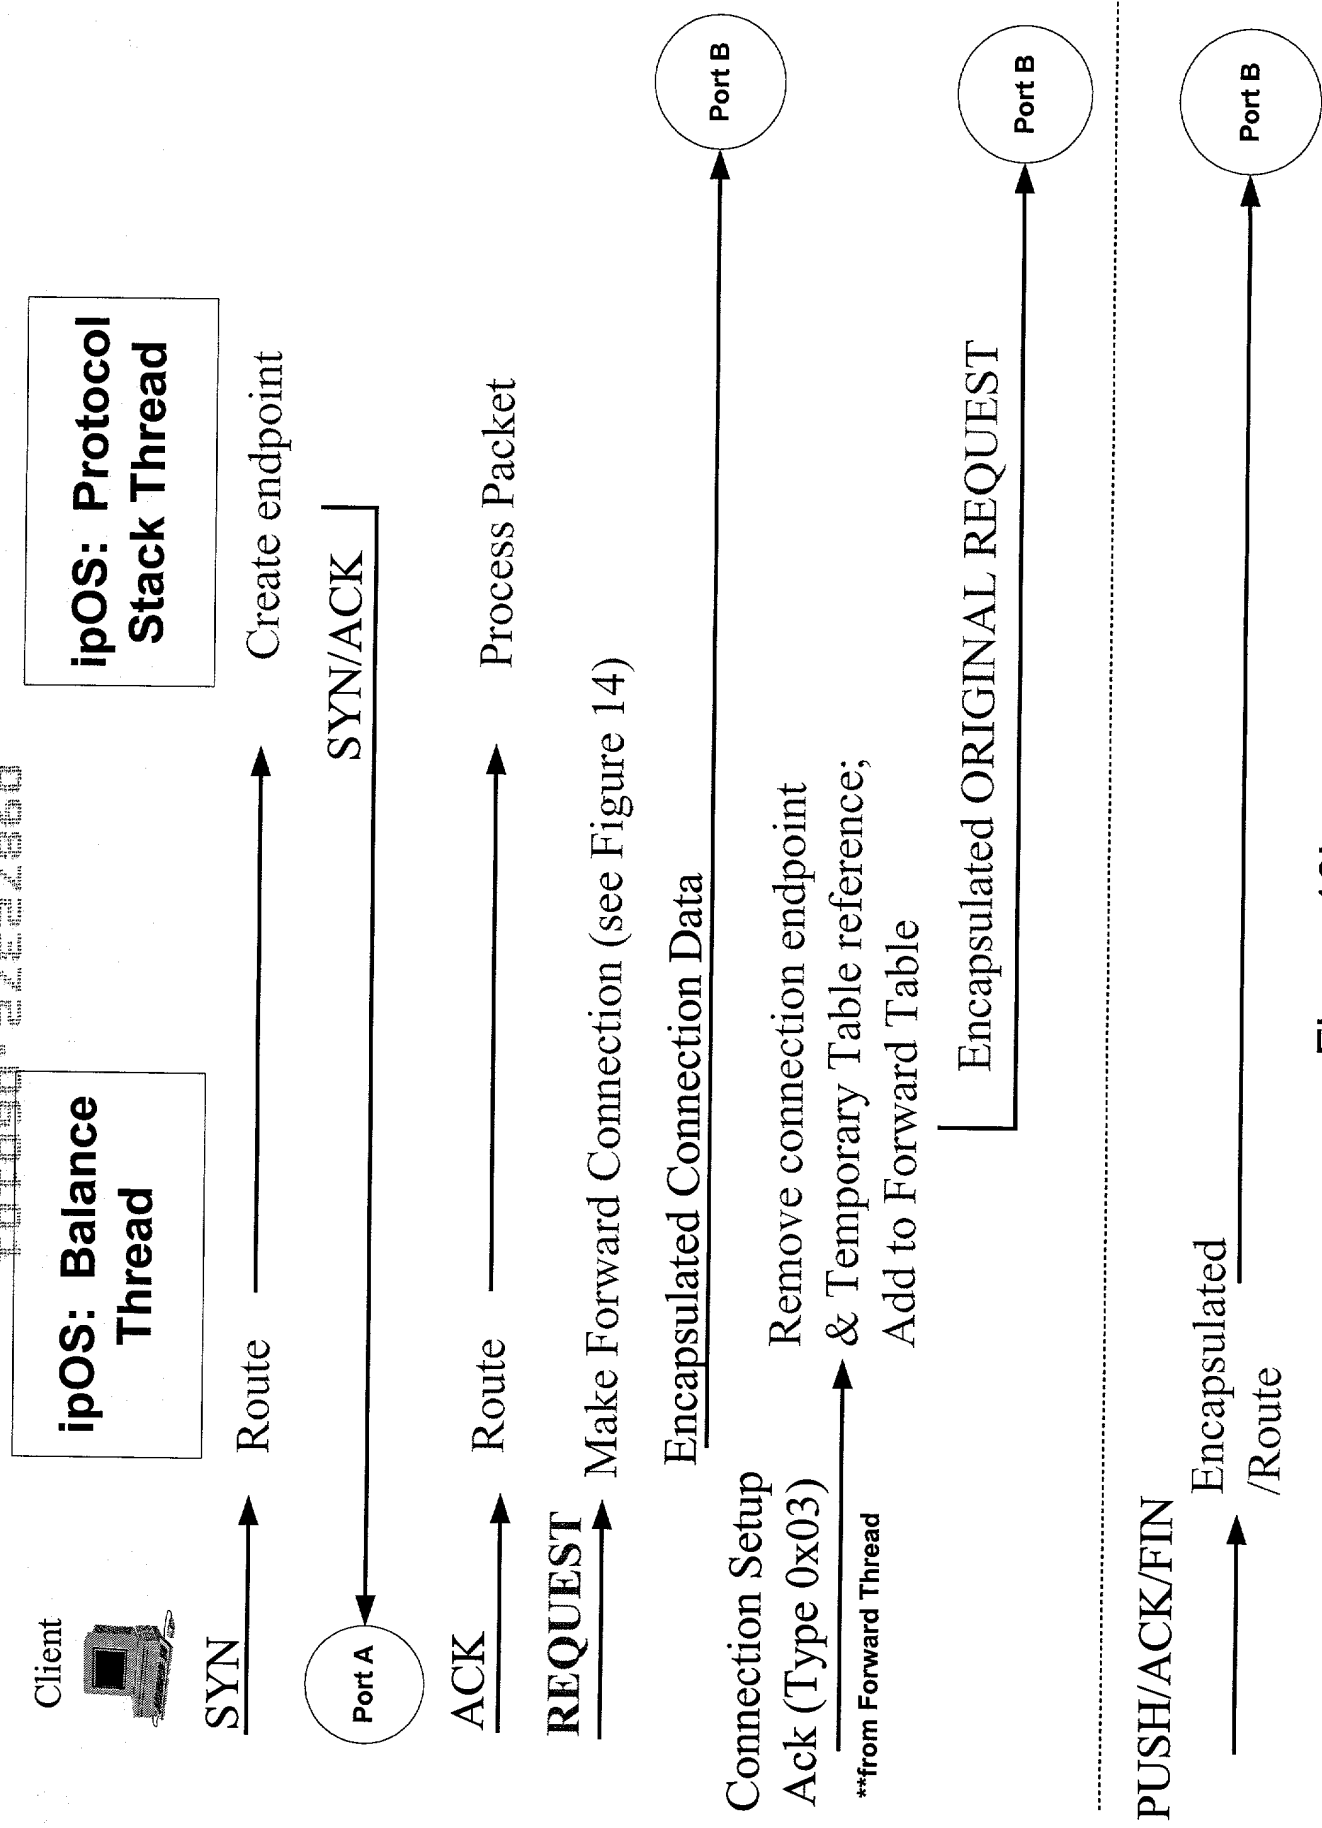 Client
ipOS: Balance
Thread
ipOS: Protocol
Stack Thread
SYN
Route
Create endpoint
SYN/ACK
Port A
ACK
Route
Process Packet
REQUEST
Make Forward Connection (see Figure 14)
Encapsulated Connection Data
Port B
Connection Setup
Ack (Type 0x03)
**from Forward Thread
Remove connection endpoint
& Temporary Table reference;
Add to Forward Table
Encapsulated ORIGINAL REQUEST
Port B
PUSH/ACK/FIN
Encapsulated
/Route
Port B